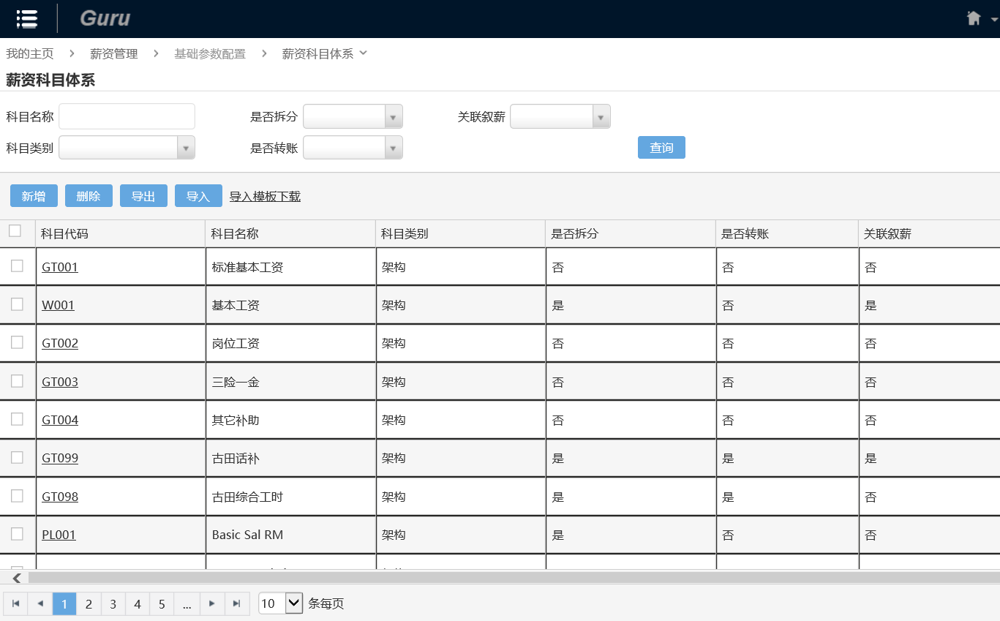 Guru
我的主页 > 薪资管理 > 基础参数配置 > 薪资科目体系
薪资科目体系
科目名称 是否拆分 关联叙薪
科目类别 是否转账 查询
新增 删除 导出 导入 导入模板下载
科目代码 科目名称 科目类别 是否拆分 是否转账 关联叙薪
GT001 标准基本工资 架构 否 否 否
W001 基本工资 架构 是 否 是
GT002 岗位工资 架构 否 否 否
GT003 三险一金 架构 否 否 否
GT004 其它补助 架构 否 否 否
GT099 古田话补 架构 是 是 是
GT098 古田综合工时 架构 是 是 否
PL001 Basic Sal RM 架构 是 否 否
1 2 3 4 5 ... 10 条每页